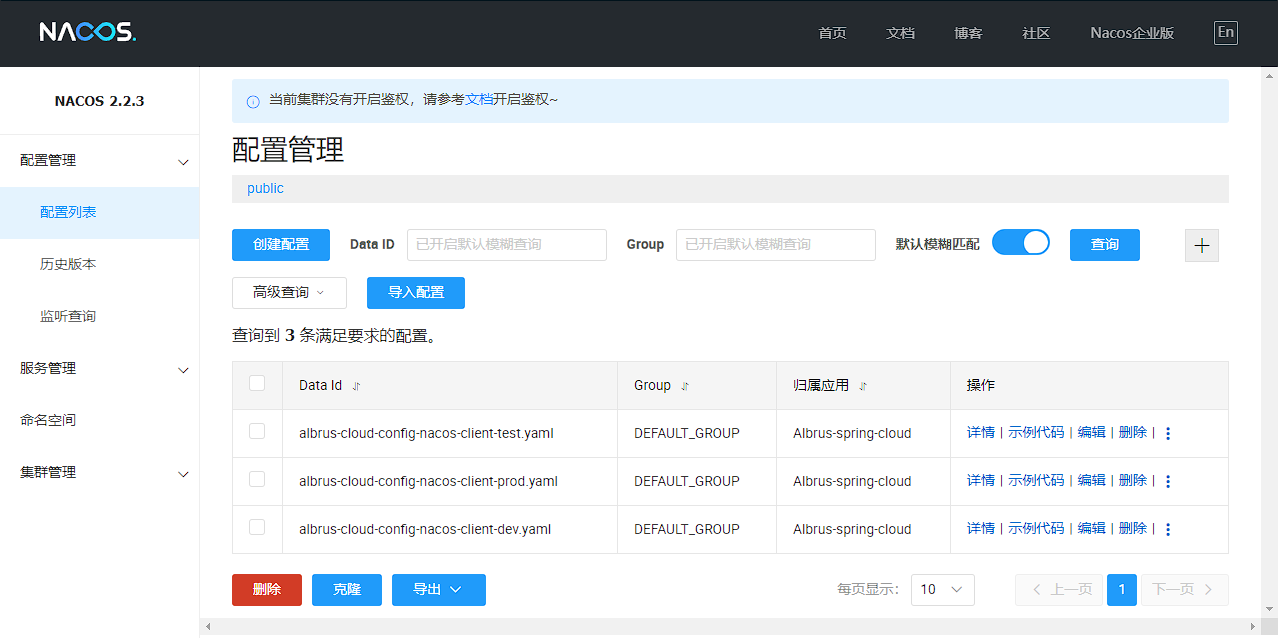 NACOS. 首页 文档 博客 社区 Nacos企业版 En
NACOS 2.2.3
配置管理
配置列表
历史版本
监听查询
服务管理
命名空间
集群管理
当前集群没有开启鉴权，请参考文档开启鉴权~
配置管理
public
创建配置 Data ID 已开启默认模糊查询 Group 已开启默认模糊查询 默认模糊匹配 查询
高级查询 导入配置
查询到 3 条满足要求的配置。
Data Id Group 归属应用 操作
albrus-cloud-config-nacos-client-test.yaml DEFAULT_GROUP Albrus-spring-cloud 详情 | 示例代码 | 编辑 | 删除 |
albrus-cloud-config-nacos-client-prod.yaml DEFAULT_GROUP Albrus-spring-cloud 详情 | 示例代码 | 编辑 | 删除 |
albrus-cloud-config-nacos-client-dev.yaml DEFAULT_GROUP Albrus-spring-cloud 详情 | 示例代码 | 编辑 | 删除 |
删除 克隆 导出 每页显示： 10 上一页 1 下一页